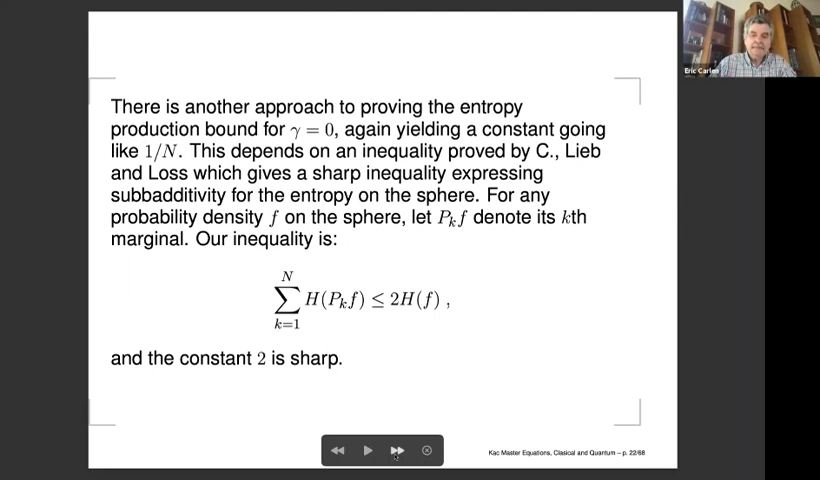 There is another approach to proving the entropy
production bound for γ = 0, again yielding a constant going
like 1/N. This depends on an inequality proved by C., Lieb
and Loss which gives a sharp inequality expressing
subbadditivity for the entropy on the sphere. For any
probability density f on the sphere, let P_k f denote its kth
marginal. Our inequality is:
\sum_{k=1}^{N} H(P_k f) ≤ 2H(f) ,
and the constant 2 is sharp.
Kac Master Equations, Clasical and Quantum – p. 22/68
Eric Carlen